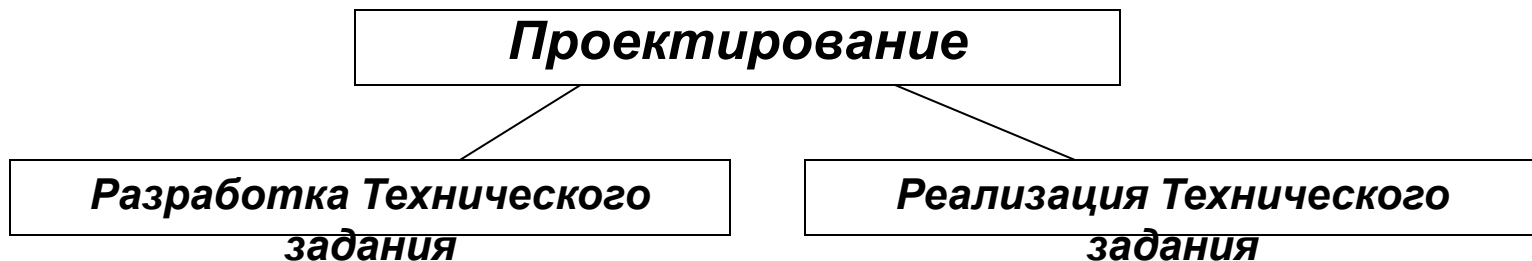 Проектирование
Разработка Технического
задания
Реализация Технического
задания